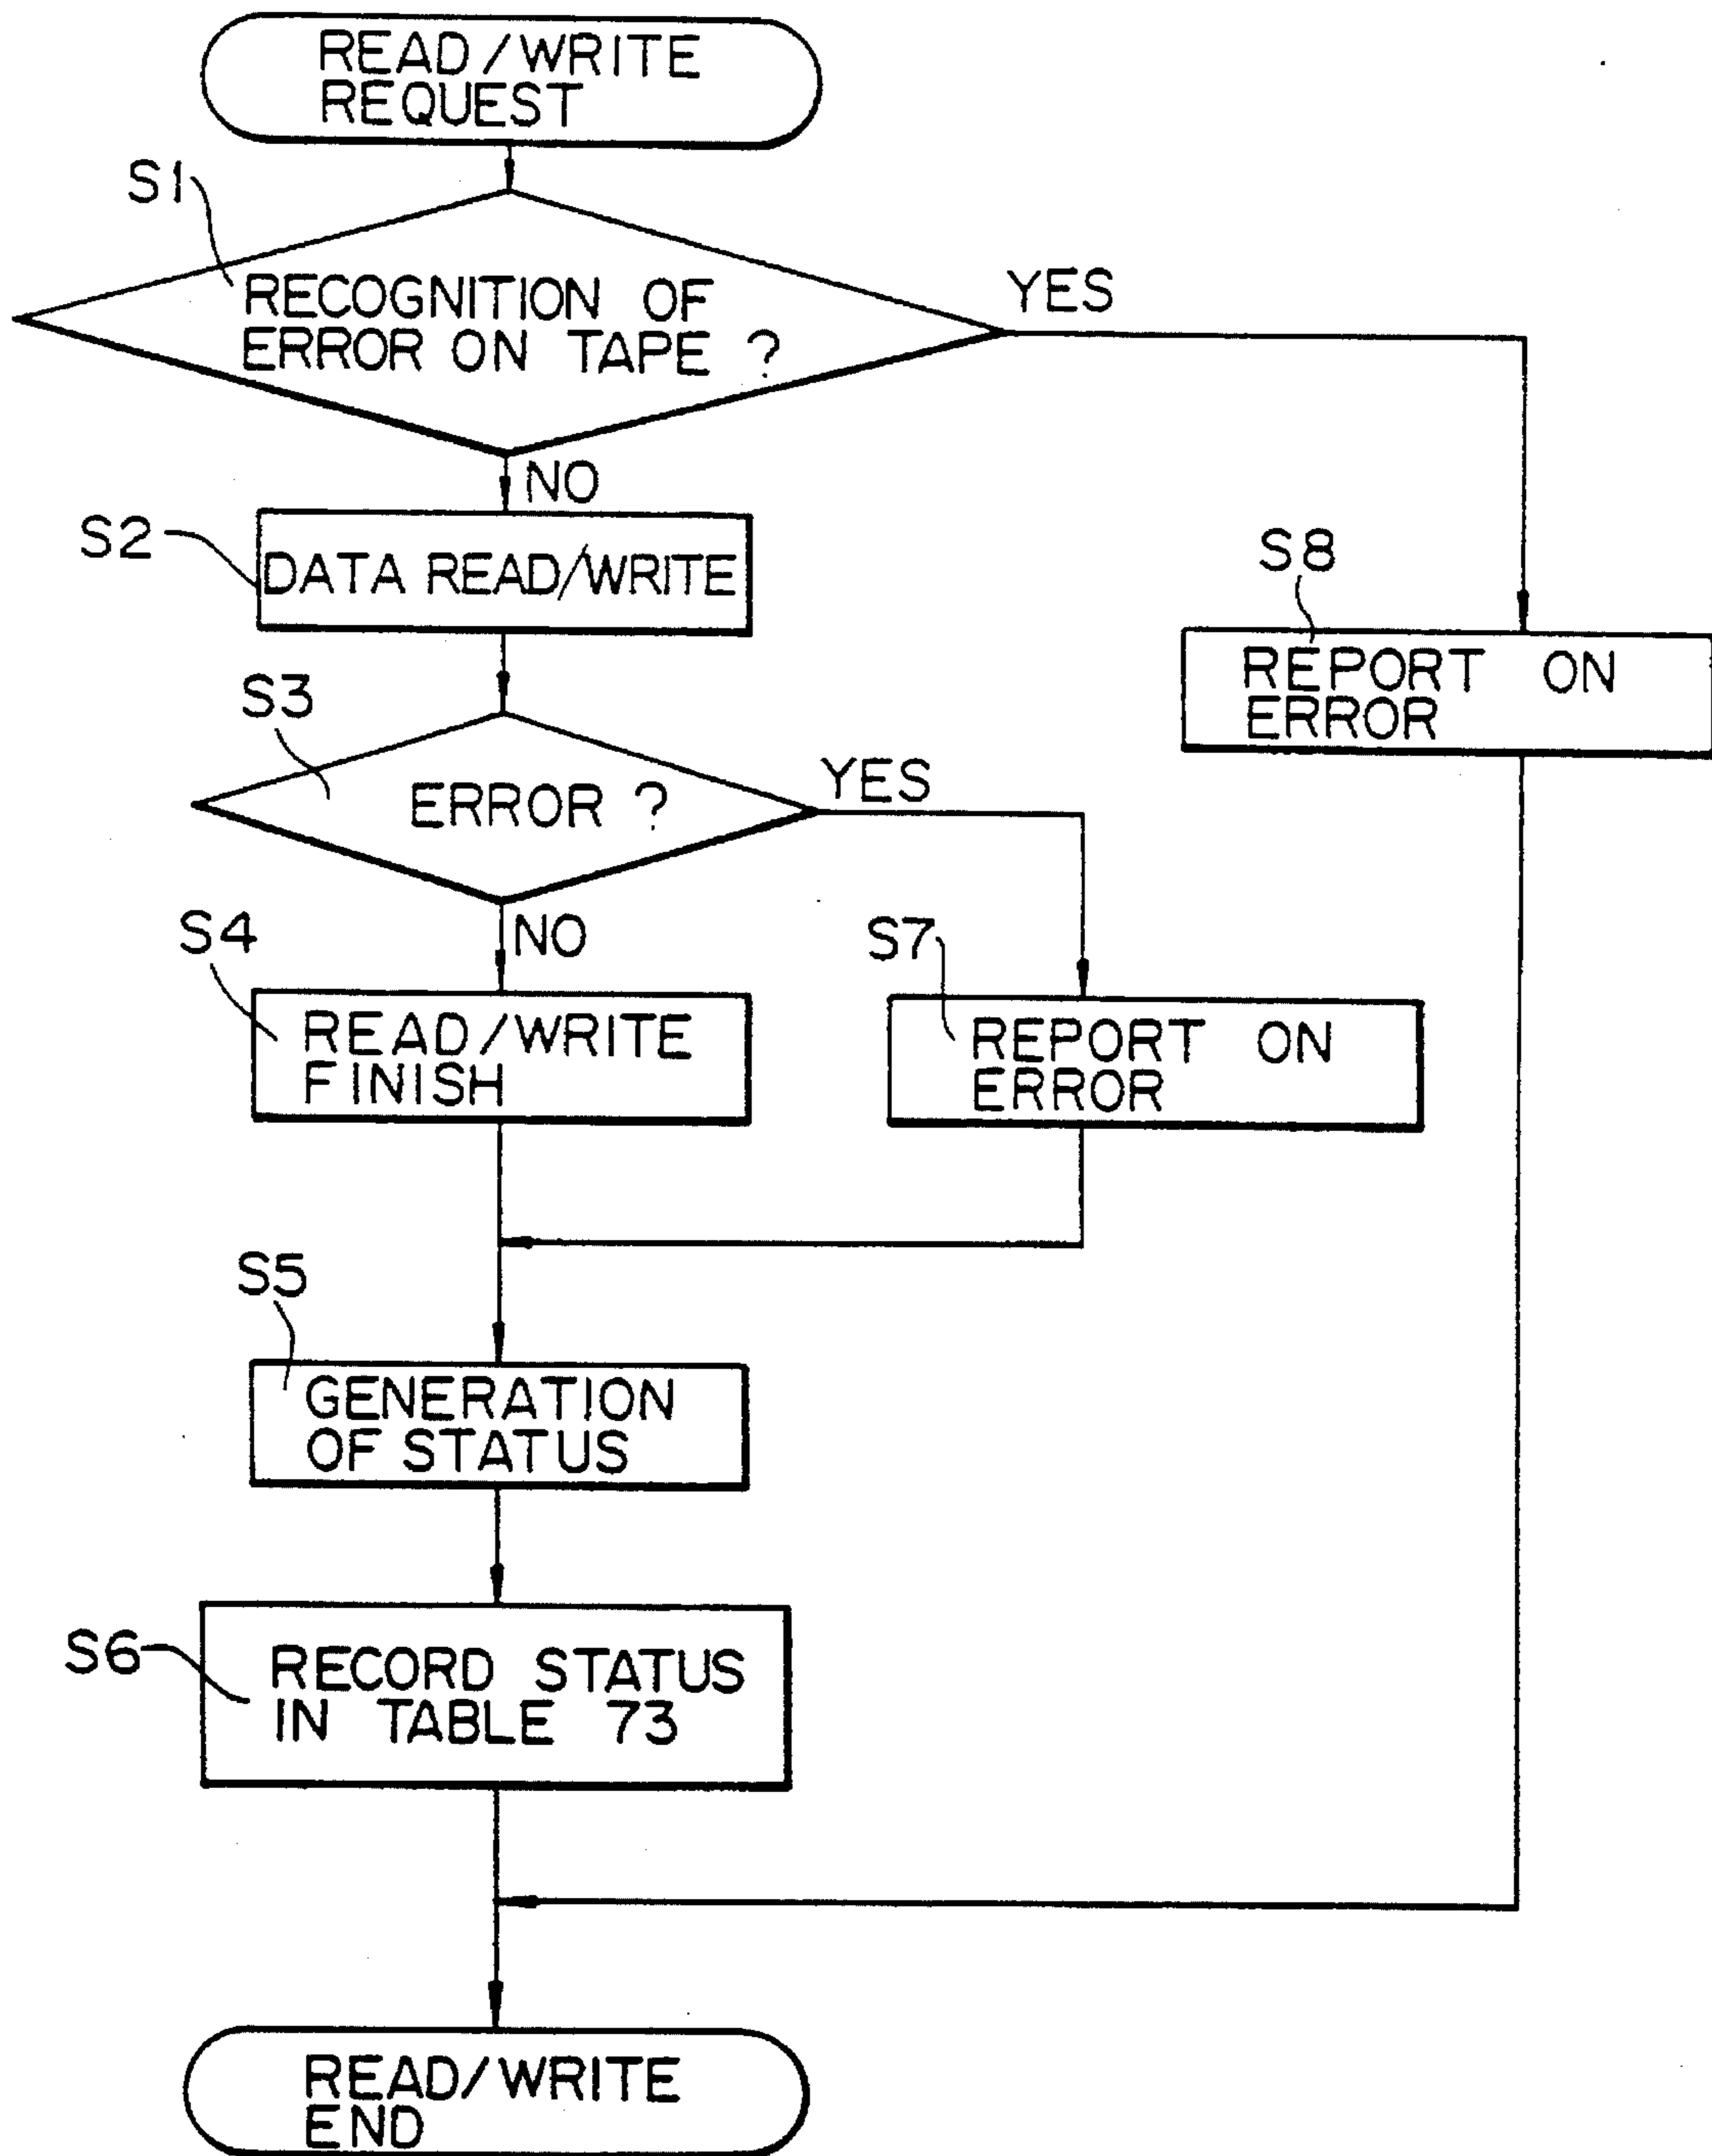 READ/WRITE
REQUEST
S1
RECOGNITION OF
ERROR ON TAPE ?
YES
NO
S2
DATA READ/WRITE
S8
REPORT ON
ERROR
S3
ERROR ?
YES
NO
S4
READ/WRITE
FINISH
S7
REPORT ON
ERROR
S5
GENERATION
OF STATUS
S6
RECORD STATUS
IN TABLE 73
READ/WRITE
END